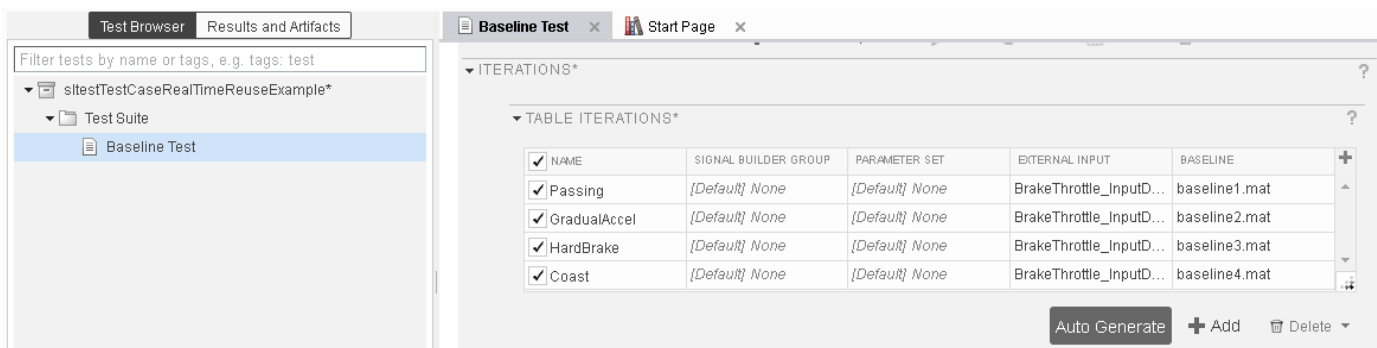 Test Browser Results and Artifacts
Filter tests by name or tags, e.g. tags: test
sltestTestCaseRealTimeReuseExample*
Test Suite
Baseline Test
Baseline Test × Start Page ×
ITERATIONS* ?
TABLE ITERATIONS* ?
NAME SIGNAL BUILDER GROUP PARAMETER SET EXTERNAL INPUT BASELINE
Passing [Default] None [Default] None BrakeThrottle_InputD... baseline1.mat
GradualAccel [Default] None [Default] None BrakeThrottle_InputD... baseline2.mat
HardBrake [Default] None [Default] None BrakeThrottle_InputD... baseline3.mat
Coast [Default] None [Default] None BrakeThrottle_InputD... baseline4.mat
Auto Generate Add Delete